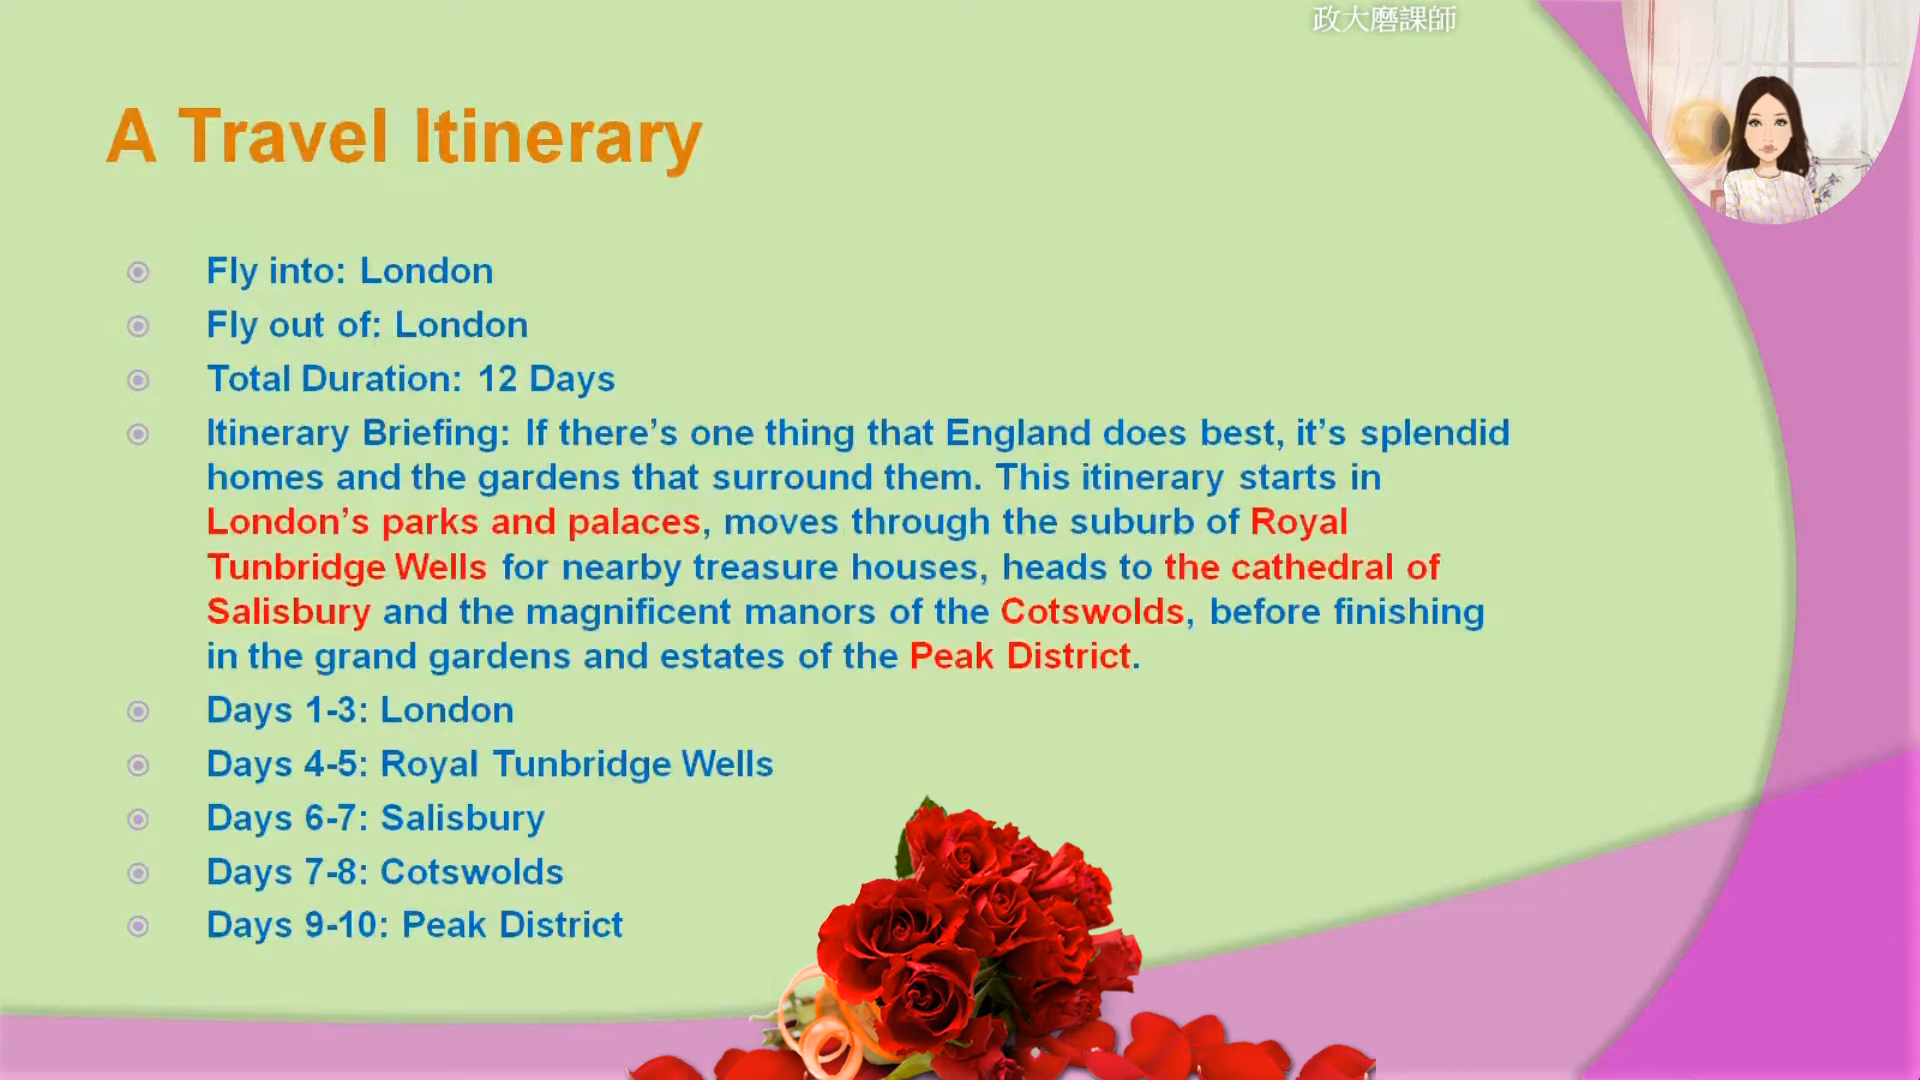 政大磨課師
A Travel Itinerary
Fly into: London
Fly out of: London
Total Duration: 12 Days
Itinerary Briefing: If there’s one thing that England does best, it’s splendid
homes and the gardens that surround them. This itinerary starts in
London’s parks and palaces, moves through the suburb of Royal
Tunbridge Wells for nearby treasure houses, heads to the cathedral of
Salisbury and the magnificent manors of the Cotswolds, before finishing
in the grand gardens and estates of the Peak District.
Days 1-3: London
Days 4-5: Royal Tunbridge Wells
Days 6-7: Salisbury
Days 7-8: Cotswolds
Days 9-10: Peak District